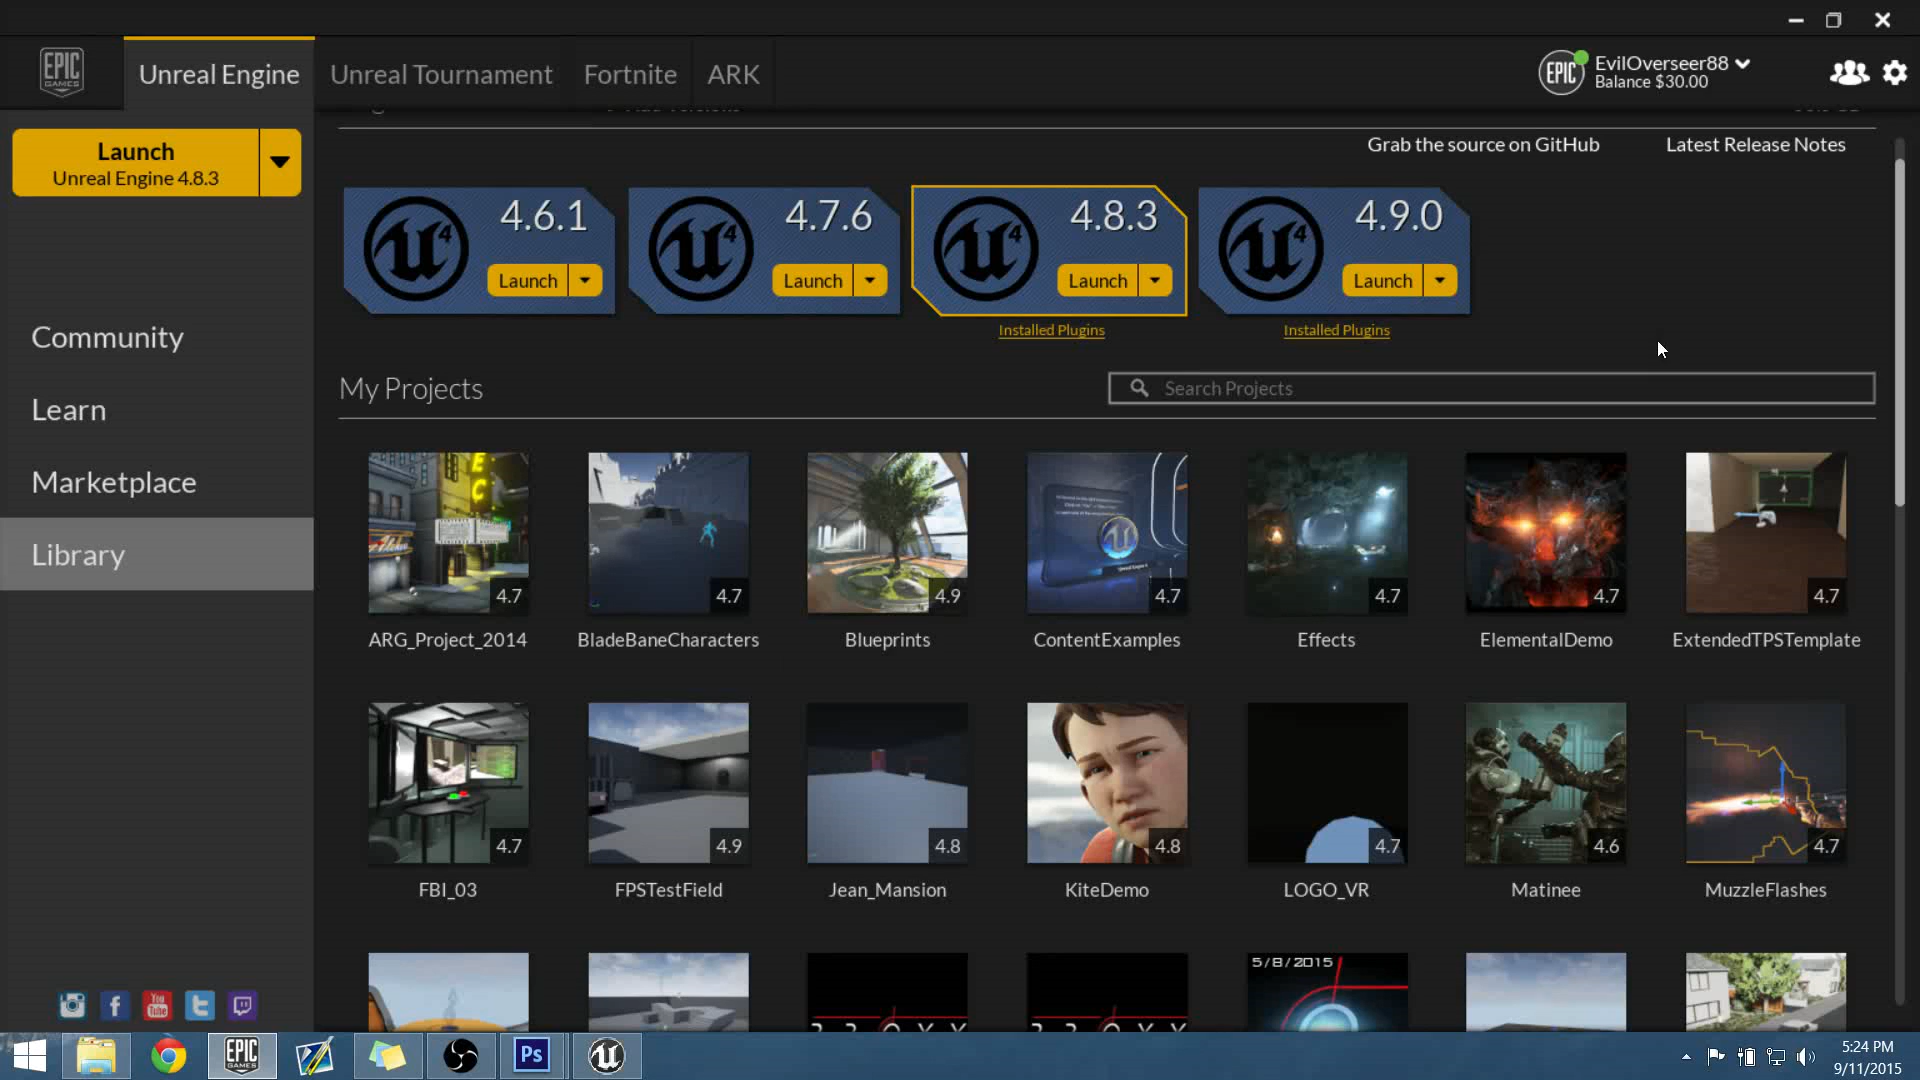 EPIC GAMES
Unreal Engine
Unreal Tournament
Fortnite
ARK
EPIC
EvilOverseer88
Balance $30.00
Launch
Unreal Engine 4.8.3
Grab the source on GitHub
Latest Release Notes
4.6.1
Launch
4.7.6
Launch
4.8.3
Launch
4.9.0
Launch
Installed Plugins
Installed Plugins
Community
Learn
Marketplace
Library
My Projects
Search Projects
4.7
4.7
4.9
4.7
4.7
4.7
4.7
ARG_Project_2014
BladeBaneCharacters
Blueprints
ContentExamples
Effects
ElementalDemo
ExtendedTPSTemplate
4.7
4.9
4.8
4.8
4.7
4.6
4.7
FBI_03
FPSTestField
Jean_Mansion
KiteDemo
LOGO_VR
Matinee
MuzzleFlashes
5/8/2015
You Tube
EPIC GAMES
Ps
5:24 PM
9/11/2015